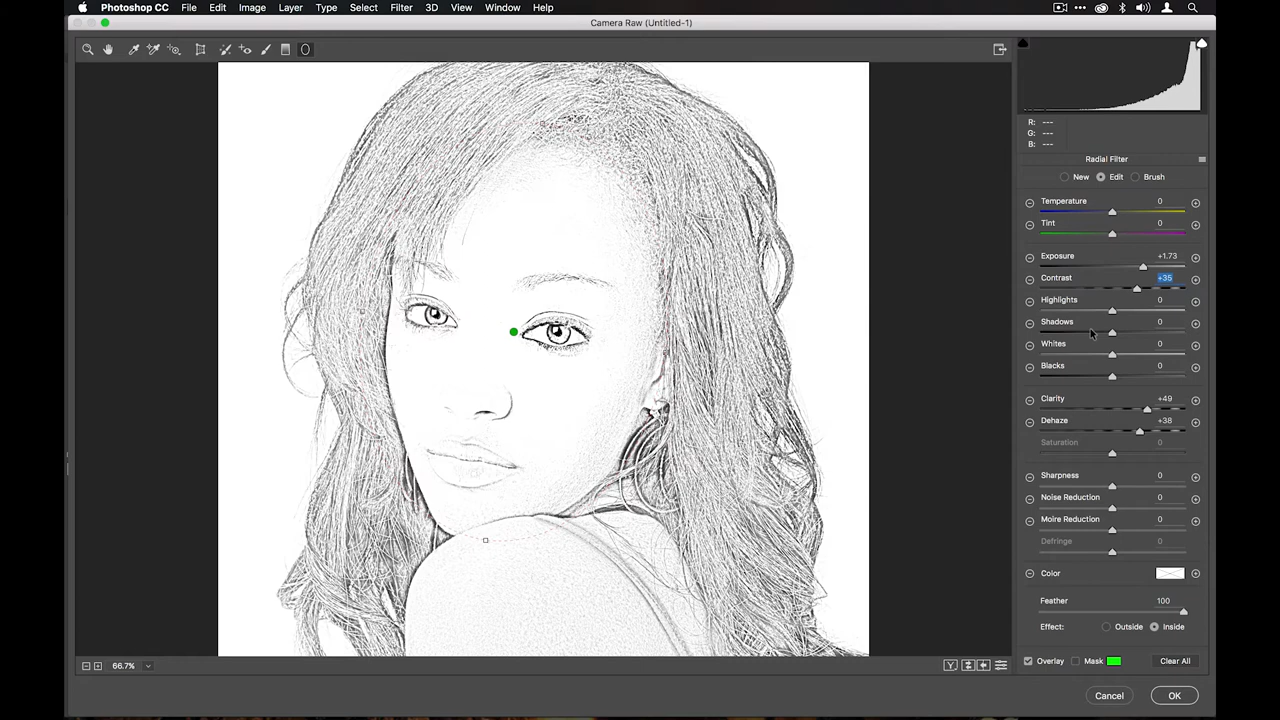 Photoshop CC File Edit Image Layer Type Select Filter 3D View Window Help
Camera Raw (Untitled-1)
R: ---
G: ---
B: ---
Radial Filter
New Edit Brush
Temperature 0
Tint 0
Exposure +1.73
Contrast +35
Highlights 0
Shadows 0
Whites 0
Blacks 0
Clarity +49
Dehaze +38
Saturation 0
Sharpness 0
Noise Reduction 0
Moire Reduction 0
Defringe 0
Color
Feather 100
Effect: Outside Inside
66.7% Y Overlay Mask Clear All
Cancel OK